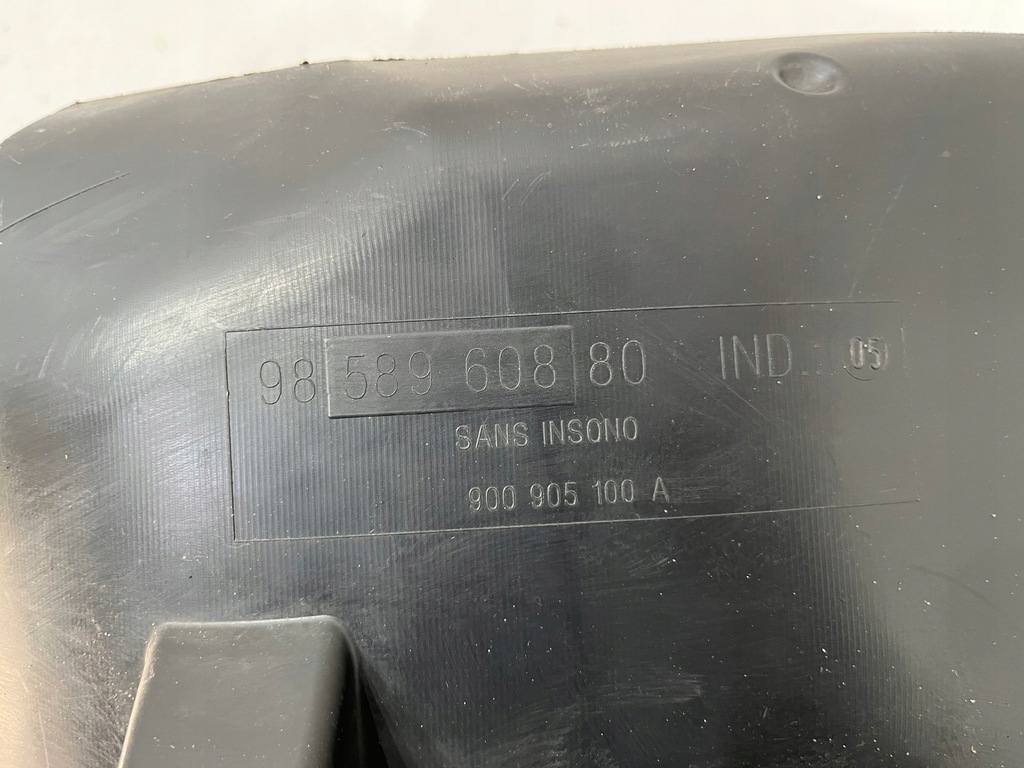 98 589 608 80 IND. 05
SANS INSONO
900 905 100 A